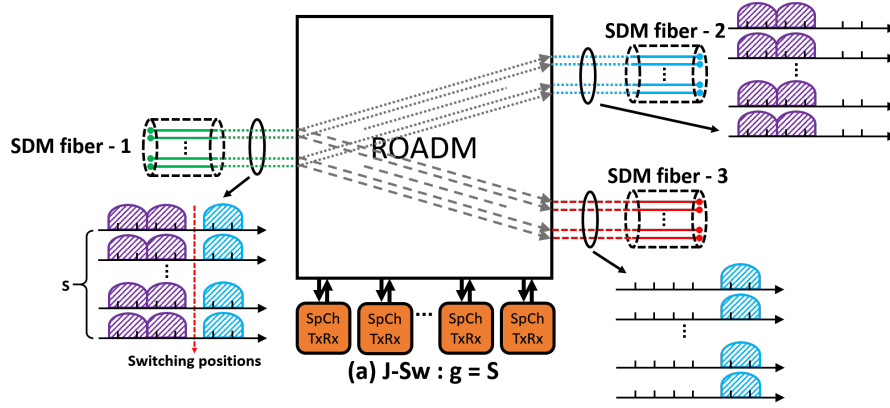 SDM fiber - 2
SDM fiber - 1
ROADM
SDM fiber - 3
S
Switching positions
SpCh TxRx
SpCh TxRx
...
SpCh TxRx
SpCh TxRx
(a) J-Sw : g = S